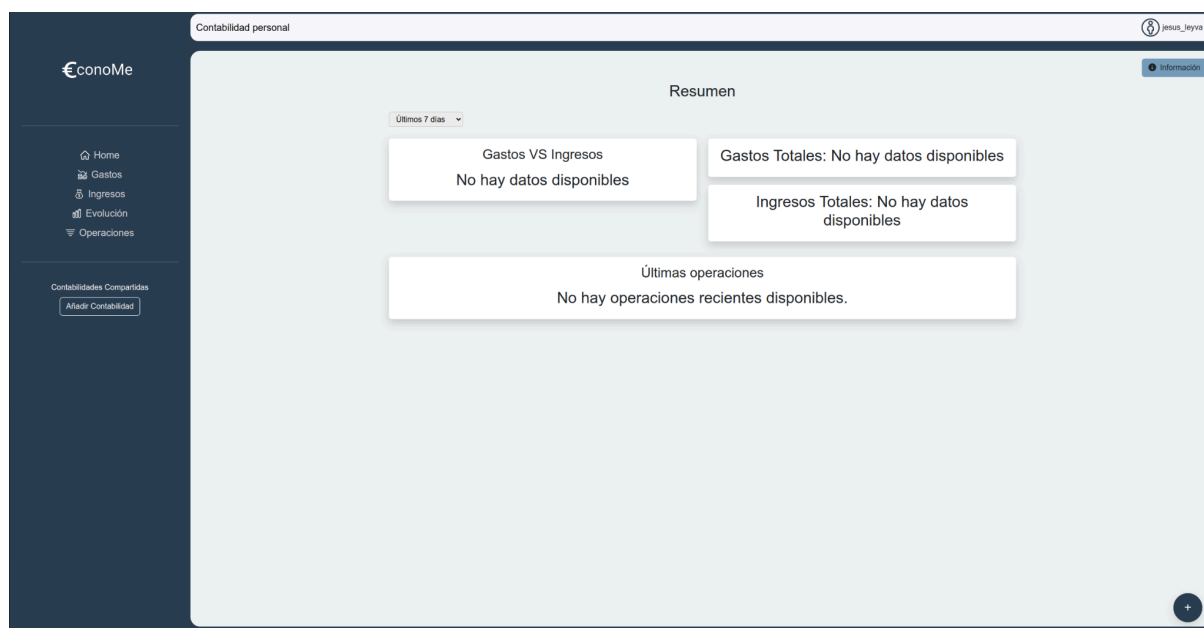 Contabilidad personal
jesus_leyva
€conoMe
Información
Resumen
Últimos 7 días
Home
Gastos
Ingresos
Evolución
Operaciones
Gastos VS Ingresos
No hay datos disponibles
Gastos Totales: No hay datos disponibles
Ingresos Totales: No hay datos
disponibles
Últimas operaciones
No hay operaciones recientes disponibles.
Contabilidades Compartidas
Añadir Contabilidad
+